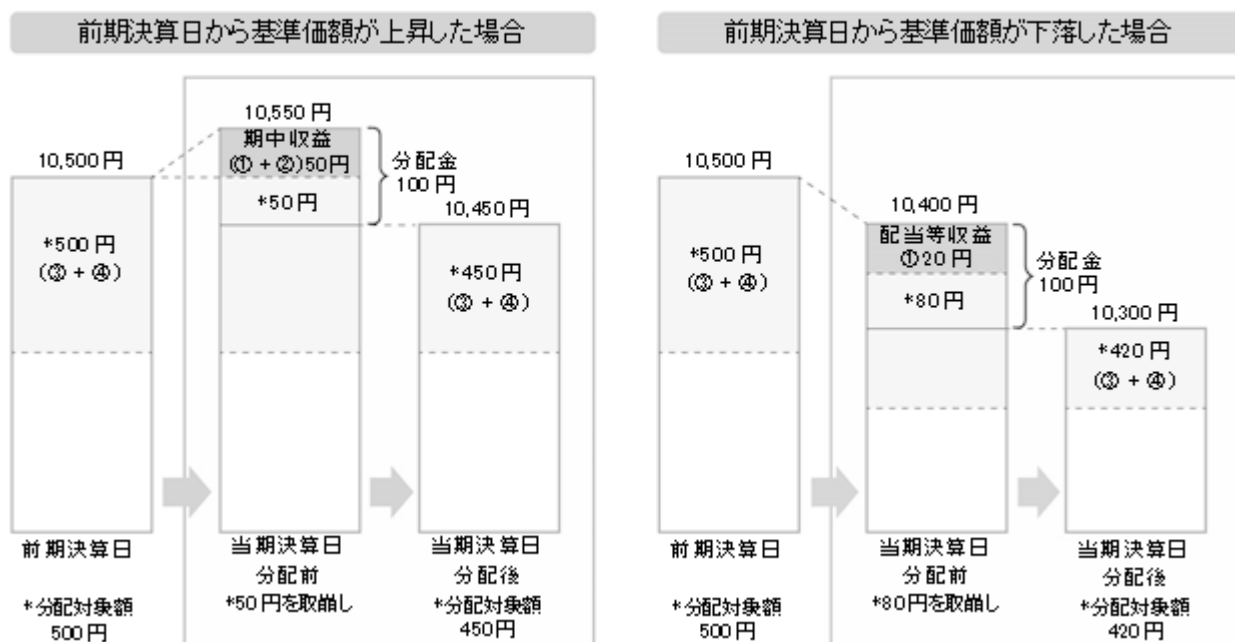 前期決算日から基準価額が上昇した場合
10,550円
期中収益
(①+②)50円
*50円
分配金
100円
10,500円
*500円
(③+④)
10,450円
*450円
(③+④)
前期決算日
*分配対象額
500円
当期決算日
分配前
*50円を取崩し
当期決算日
分配後
*分配対象額
450円
前期決算日から基準価額が下落した場合
10,500円
*500円
(③+④)
10,400円
配当等収益
①20円
*80円
分配金
100円
10,300円
*420円
(③+④)
前期決算日
*分配対象額
500円
当期決算日
分配前
*80円を取崩し
当期決算日
分配後
*分配対象額
420円